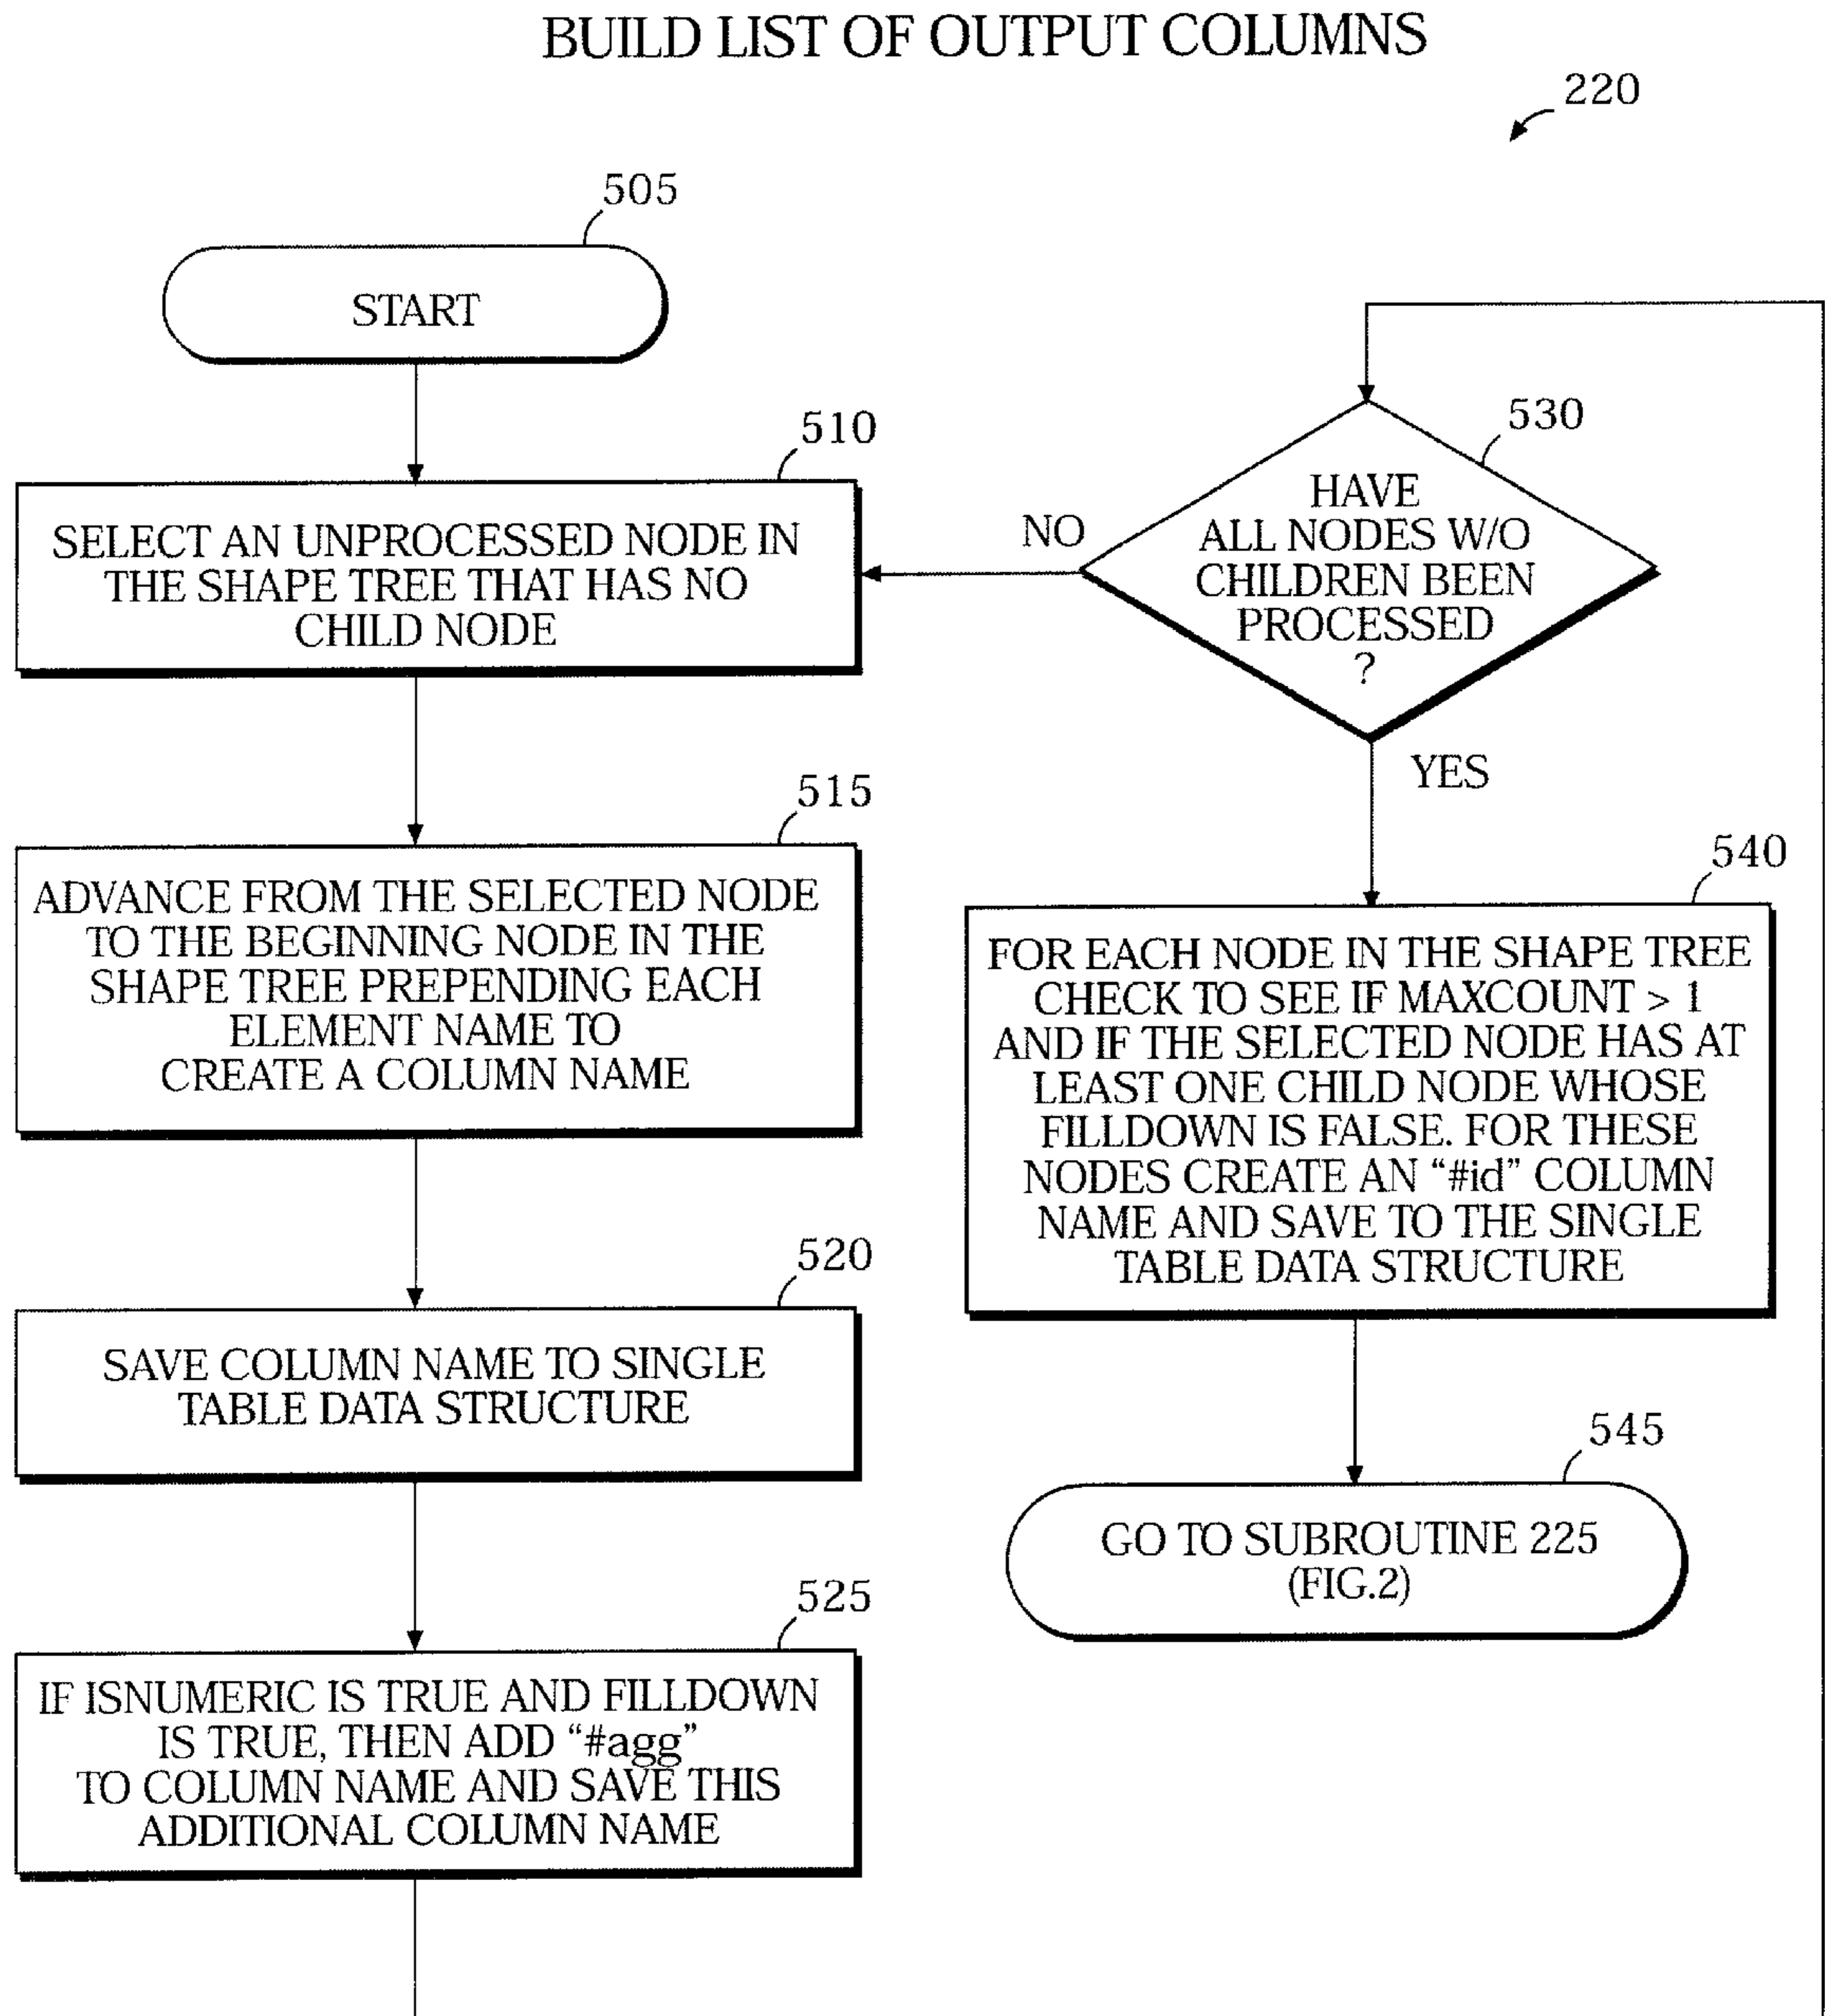 BUILD LIST OF OUTPUT COLUMNS
220
505
START
510
SELECT AN UNPROCESSED NODE IN
THE SHAPE TREE THAT HAS NO
CHILD NODE
515
ADVANCE FROM THE SELECTED NODE
TO THE BEGINNING NODE IN THE
SHAPE TREE PREPENDING EACH
ELEMENT NAME TO
CREATE A COLUMN NAME
520
SAVE COLUMN NAME TO SINGLE
TABLE DATA STRUCTURE
525
IF ISNUMERIC IS TRUE AND FILLDOWN
IS TRUE, THEN ADD “#agg”
TO COLUMN NAME AND SAVE THIS
ADDITIONAL COLUMN NAME
530
HAVE
ALL NODES W/O
CHILDREN BEEN
PROCESSED
?
NO
YES
540
FOR EACH NODE IN THE SHAPE TREE
CHECK TO SEE IF MAXCOUNT > 1
AND IF THE SELECTED NODE HAS AT
LEAST ONE CHILD NODE WHOSE
FILLDOWN IS FALSE. FOR THESE
NODES CREATE AN “#id” COLUMN
NAME AND SAVE TO THE SINGLE
TABLE DATA STRUCTURE
545
GO TO SUBROUTINE 225
(FIG.2)